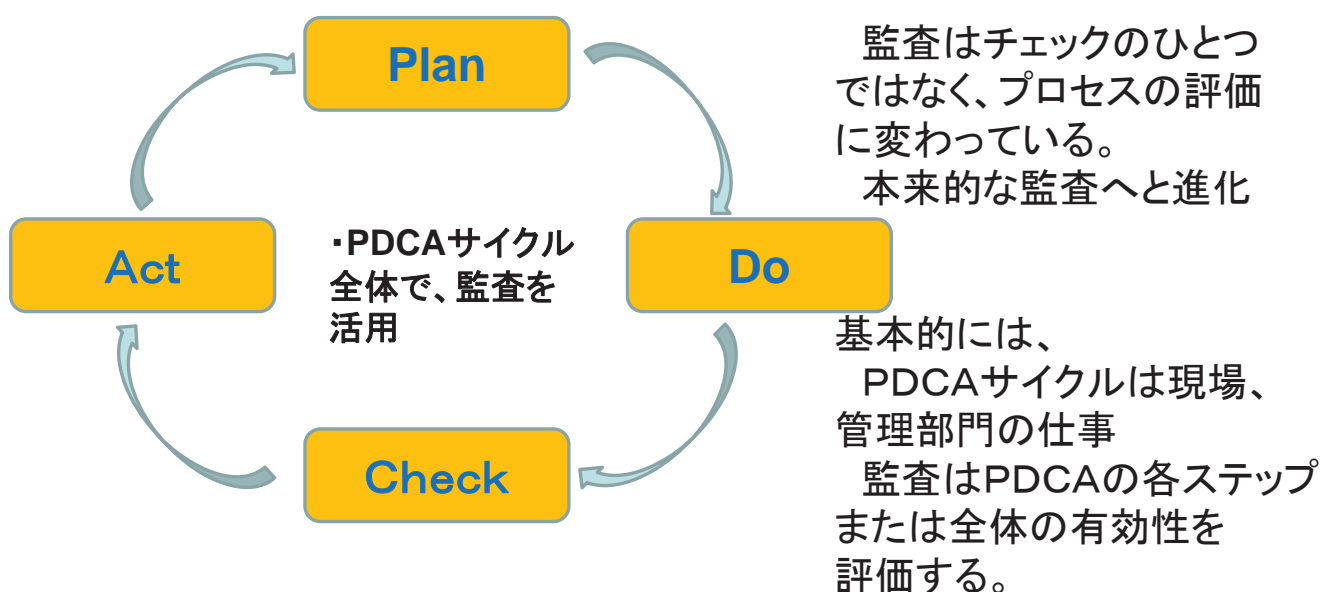 Plan
Do
Check
Act
・PDCAサイクル
全体で、監査を
活用
監査はチェックのひとつ
ではなく、プロセスの評価
に変わっている。
本来的な監査へと進化
基本的には、
PDCAサイクルは現場、
管理部門の仕事
監査はPDCAの各ステップ
または全体の有効性を
評価する。